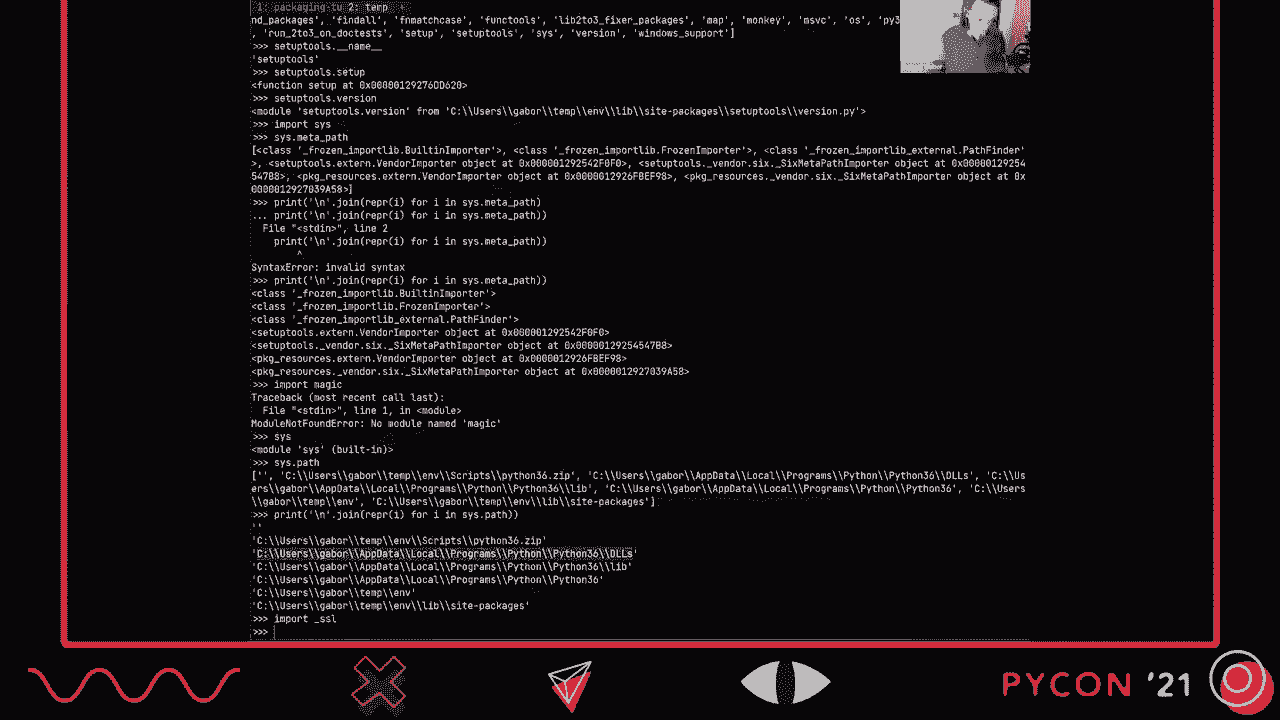 1: packaging-tu 2: temp +
nd_packages', 'findall', 'fnmatchcase', 'functools', 'lib2to3_fixer_packages', 'map', 'monkey', 'msvc', 'os', 'py3
, 'run_2to3_on_doctests', 'setup', 'setuptools', 'sys', 'version', 'windows_support']
>>> setuptools.__name__
'setuptools'
>>> setuptools.setup
<function setup at 0x00000129276DD620>
>>> setuptools.version
<module 'setuptools.version' from 'C:\\Users\\gabor\\temp\\env\\lib\\site-packages\\setuptools\\version.py'>
>>> import sys
>>> sys.meta_path
[<class '_frozen_importlib.BuiltinImporter'>, <class '_frozen_importlib.FrozenImporter'>, <class '_frozen_importlib_external.PathFinder'
>, <setuptools.extern.VendorImporter object at 0x000001292542F0F0>, <setuptools._vendor.six._SixMetaPathImporter object at 0x00000129254
547B8>, <pkg_resources.extern.VendorImporter object at 0x0000012926FBEF98>, <pkg_resources._vendor.six._SixMetaPathImporter object at 0x
0000012927039A58>]
>>> print('\n'.join(repr(i) for i in sys.meta_path)
... print('\n'.join(repr(i) for i in sys.meta_path))
File "<stdin>", line 2
print('\n'.join(repr(i) for i in sys.meta_path))
^
SyntaxError: invalid syntax
>>> print('\n'.join(repr(i) for i in sys.meta_path))
<class '_frozen_importlib.BuiltinImporter'>
<class '_frozen_importlib.FrozenImporter'>
<class '_frozen_importlib_external.PathFinder'>
<setuptools.extern.VendorImporter object at 0x000001292542F0F0>
<setuptools._vendor.six._SixMetaPathImporter object at 0x00000129254547B8>
<pkg_resources.extern.VendorImporter object at 0x0000012926FBEF98>
<pkg_resources._vendor.six._SixMetaPathImporter object at 0x0000012927039A58>
>>> import magic
Traceback (most recent call last):
File "<stdin>", line 1, in <module>
ModuleNotFoundError: No module named 'magic'
>>> sys
<module 'sys' (built-in)>
>>> sys.path
['', 'C:\\Users\\gabor\\temp\\env\\Scripts\\python36.zip', 'C:\\Users\\gabor\\AppData\\Local\\Programs\\Python\\Python36\\DLLs', 'C:\\Us
ers\\gabor\\AppData\\Local\\Programs\\Python\\Python36\\lib', 'C:\\Users\\gabor\\AppData\\Local\\Programs\\Python\\Python36', 'C:\\Users
\\gabor\\temp\\env', 'C:\\Users\\gabor\\temp\\env\\lib\\site-packages']
>>> print('\n'.join(repr(i) for i in sys.path))
''
'C:\\Users\\gabor\\temp\\env\\Scripts\\python36.zip'
'C:\\Users\\gabor\\AppData\\Local\\Programs\\Python\\Python36\\DLLs'
'C:\\Users\\gabor\\AppData\\Local\\Programs\\Python\\Python36\\lib'
'C:\\Users\\gabor\\AppData\\Local\\Programs\\Python\\Python36'
'C:\\Users\\gabor\\temp\\env'
'C:\\Users\\gabor\\temp\\env\\lib\\site-packages'
>>> import _ssl
>>>
PYCON '21